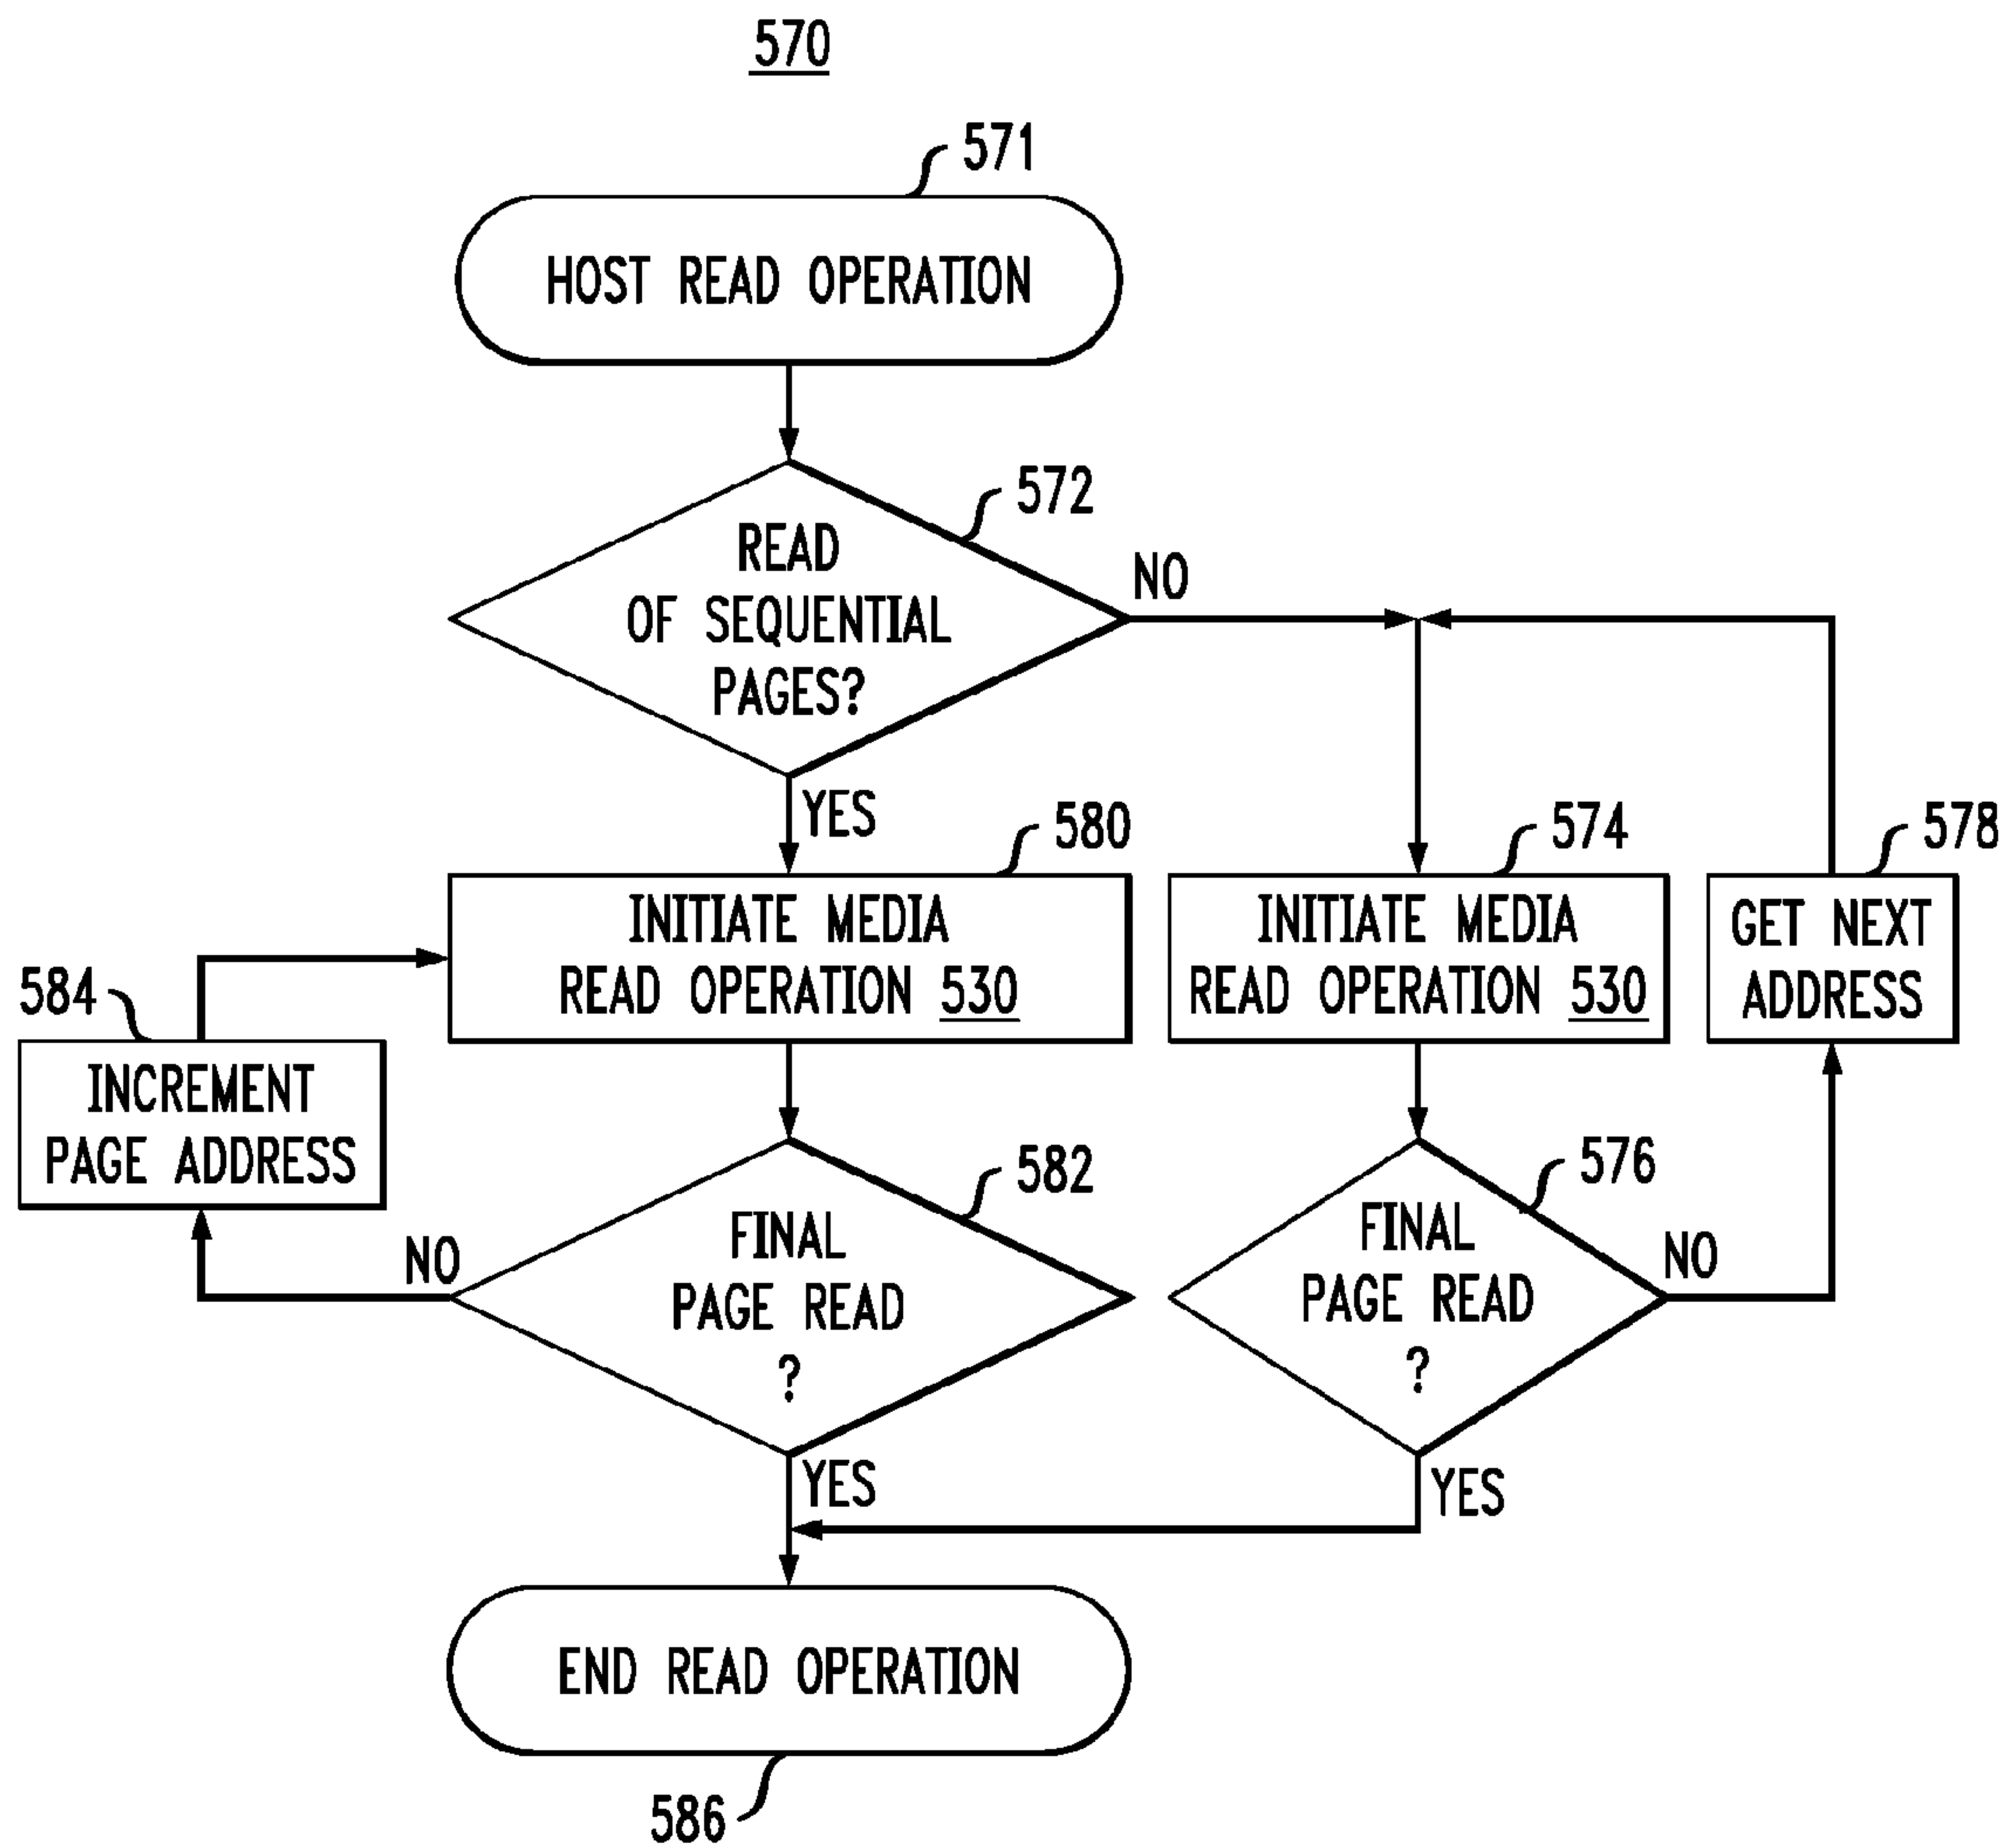 570
571
HOST READ OPERATION
572
READ
OF SEQUENTIAL
PAGES?
NO
YES
580
574
578
INITIATE MEDIA
READ OPERATION 530
INITIATE MEDIA
READ OPERATION 530
GET NEXT
ADDRESS
584
INCREMENT
PAGE ADDRESS
582
576
FINAL
PAGE READ
?
NO
YES
FINAL
PAGE READ
?
NO
YES
END READ OPERATION
586